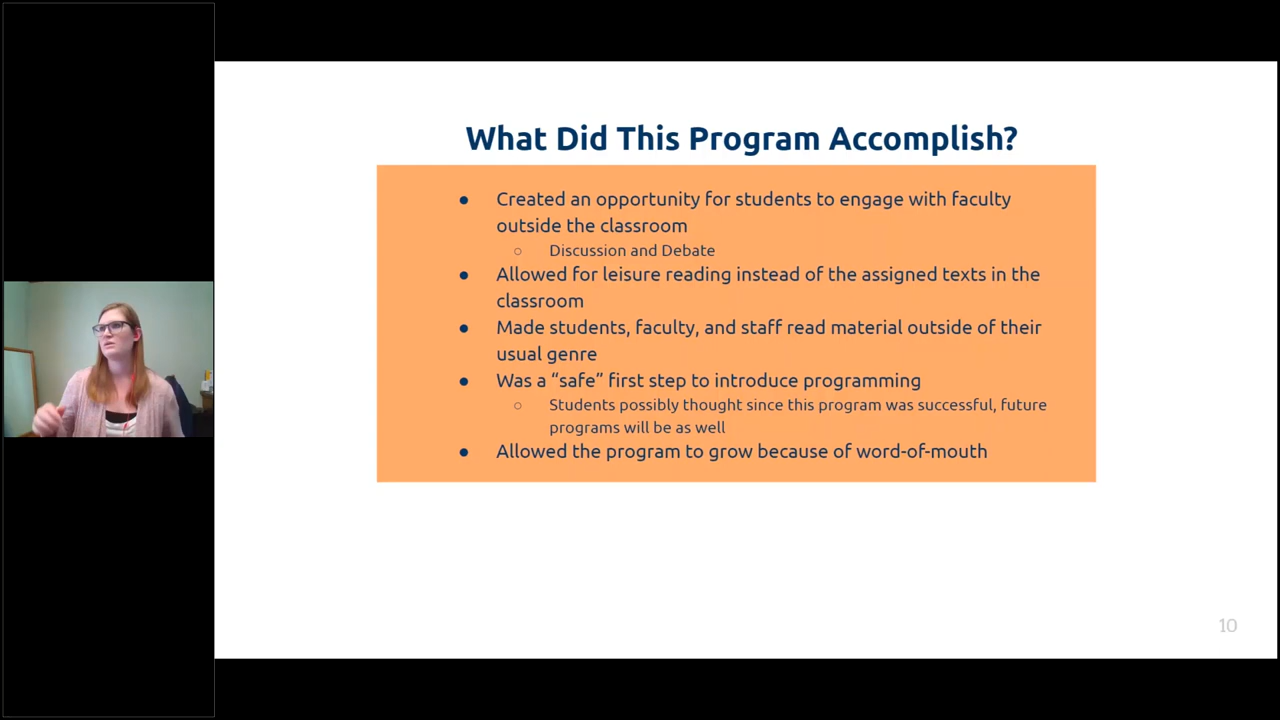 What Did This Program Accomplish?
● Created an opportunity for students to engage with faculty
outside the classroom
○ Discussion and Debate
● Allowed for leisure reading instead of the assigned texts in the
classroom
● Made students, faculty, and staff read material outside of their
usual genre
● Was a “safe” first step to introduce programming
○ Students possibly thought since this program was successful, future
programs will be as well
● Allowed the program to grow because of word-of-mouth
10